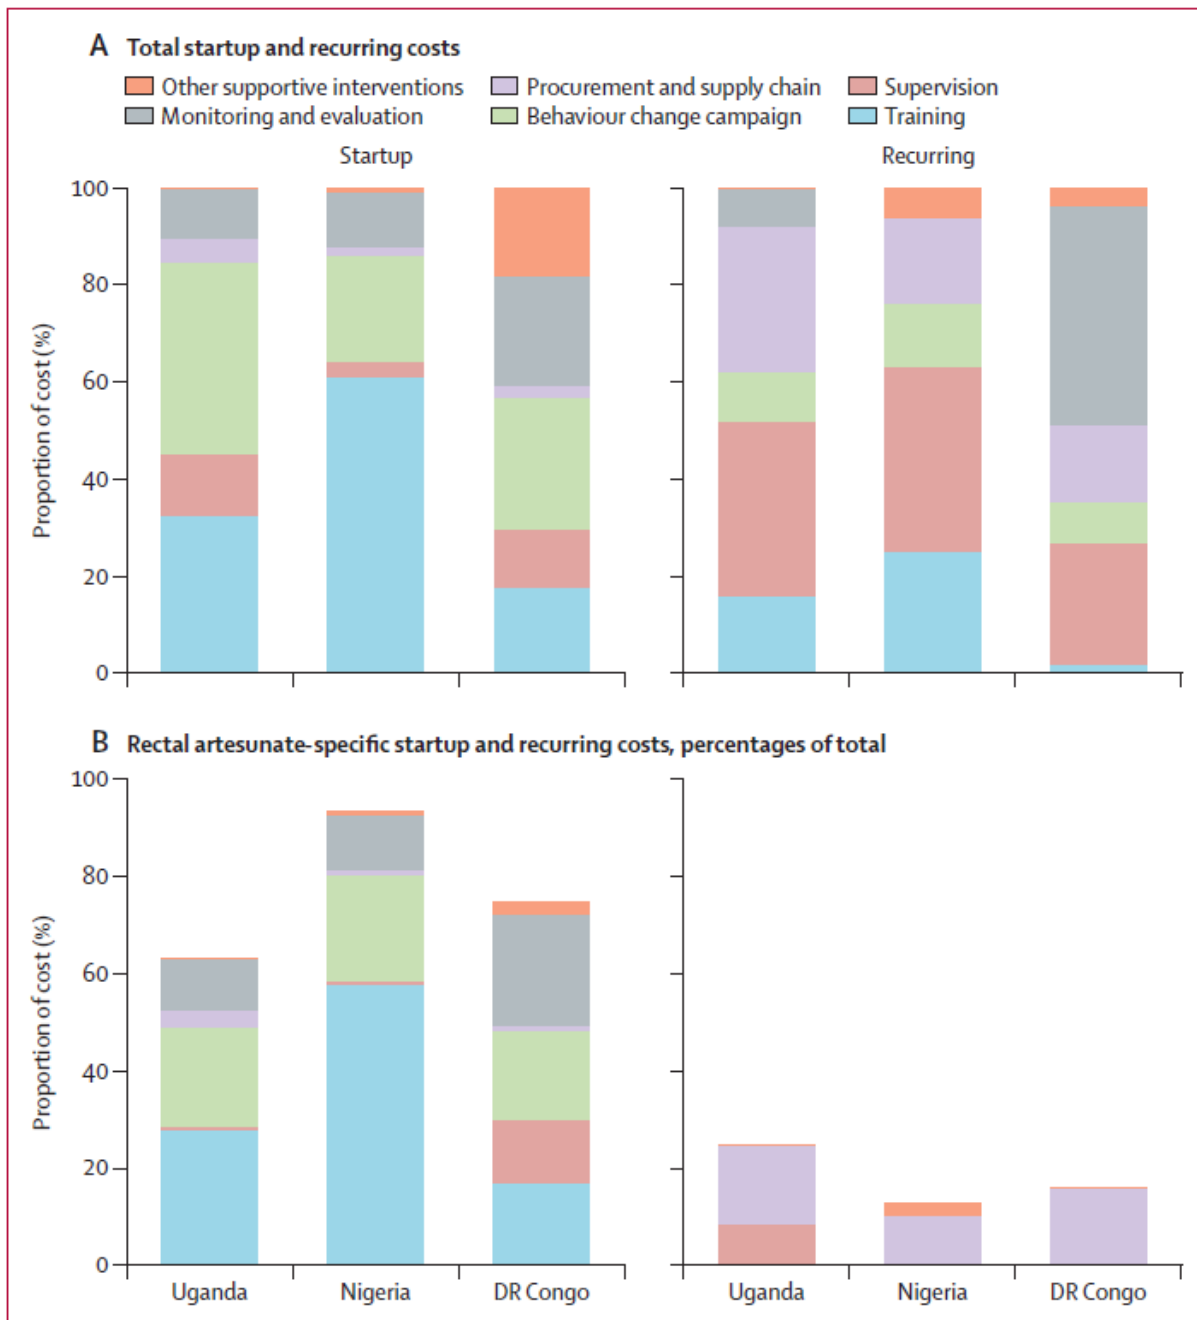 A Total startup and recurring costs
Other supportive interventions Procurement and supply chain Supervision
Monitoring and evaluation Behaviour change campaign Training
Startup Recurring
Proportion of cost (%)
100
80
60
40
20
0
B Rectal artesunate-specific startup and recurring costs, percentages of total
Proportion of cost (%)
100
80
60
40
20
0
Uganda Nigeria DR Congo Uganda Nigeria DR Congo